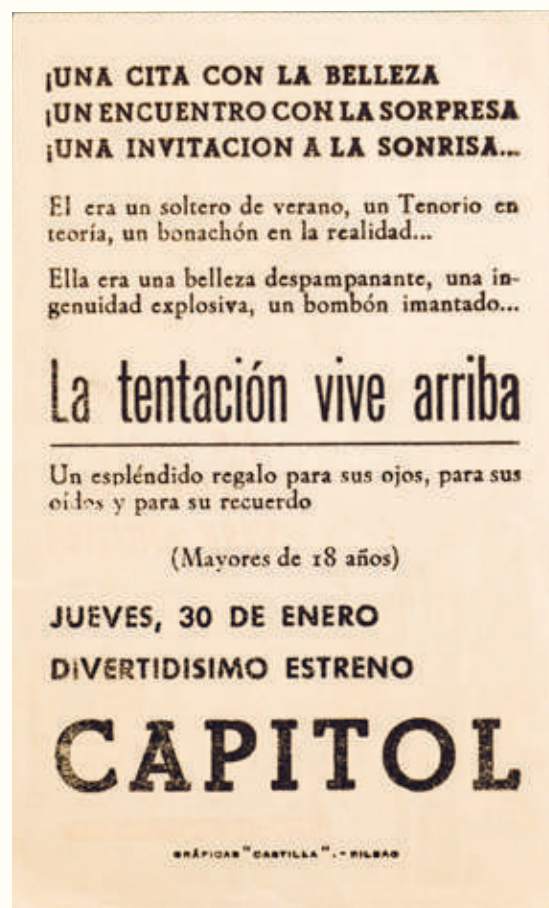 ¡UNA CITA CON LA BELLEZA
¡UN ENCUENTRO CON LA SORPRESA
¡UNA INVITACION A LA SONRISA...
El era un soltero de verano, un Tenorio en
teoría, un bonachón en la realidad...
Ella era una belleza despampanante, una in-
genuidad explosiva, un bombón imantado...
La tentación vive arriba
Un espléndido regalo para sus ojos, para sus
oídos y para su recuerdo
(Mayores de 18 años)
JUEVES, 30 DE ENERO
DIVERTIDISIMO ESTRENO
CAPITOL
GRÁFICAS "CASTILLA".-BILBAO